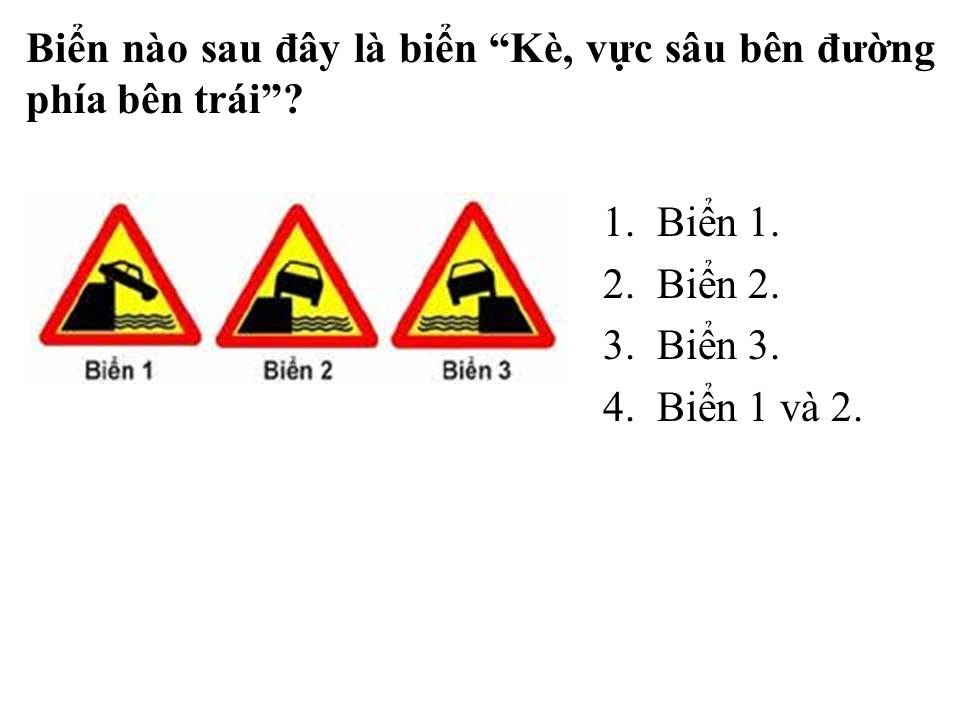 Biển nào sau đây là biển “Kè, vực sâu bên đường
phía bên trái”?
1. Biển 1.
2. Biển 2.
3. Biển 3.
4. Biển 1 và 2.
Biển 1
Biển 2
Biển 3